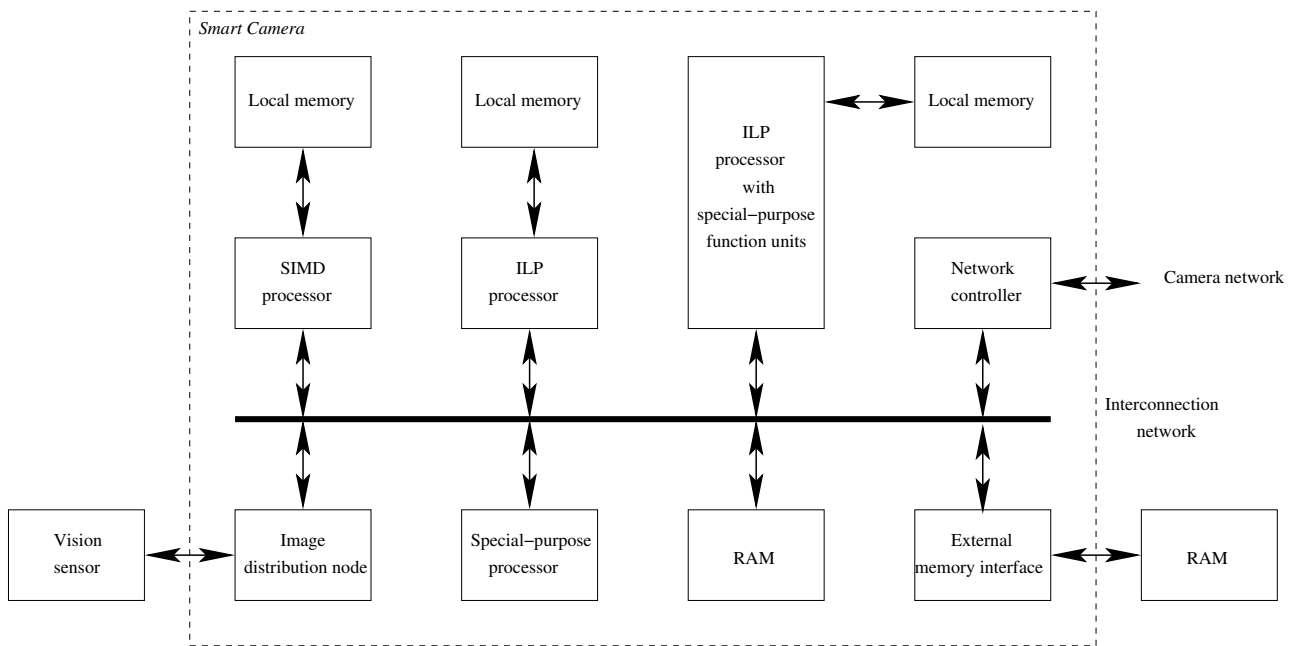 Smart Camera
Local memory
Local memory
ILP
processor
with
special−purpose
function units
Local memory
SIMD
processor
ILP
processor
Network
controller
Camera network
Interconnection
network
Vision
sensor
Image
distribution node
Special−purpose
processor
RAM
External
memory interface
RAM